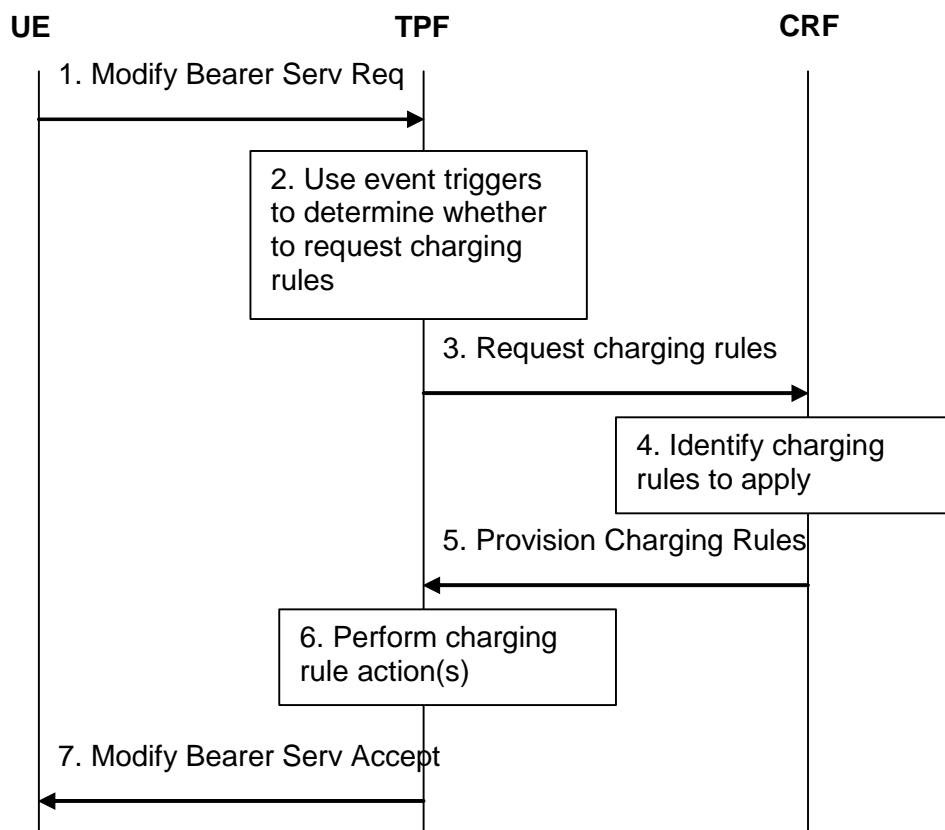 UE TPF CRF
1. Modify Bearer Serv Req
2. Use event triggers
to determine whether
to request charging
rules
3. Request charging rules
4. Identify charging
rules to apply
5. Provision Charging Rules
6. Perform charging
rule action(s)
7. Modify Bearer Serv Accept